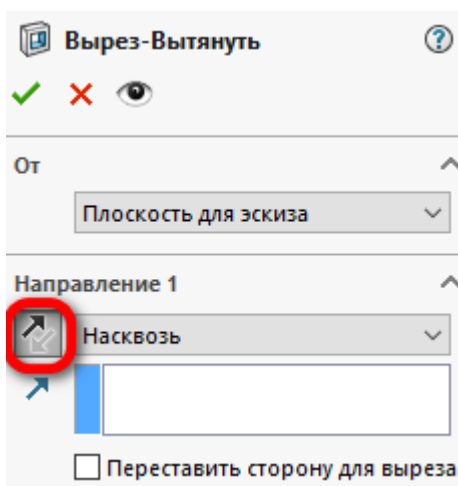 Вырез-Вытянуть
От
Плоскость для эскиза
Направление 1
Насквозь
Переставить сторону для выреза